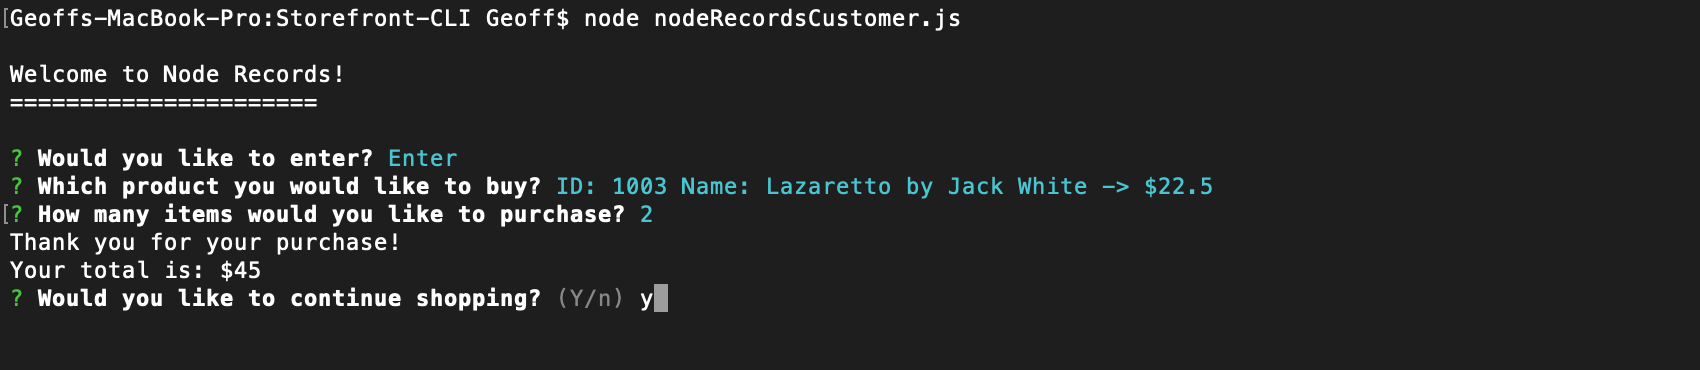 [Geoffs-MacBook-Pro:Storefront-CLI Geoff$ node nodeRecordsCustomer.js
Welcome to Node Records!
======================
? Would you like to enter? Enter
? Which product you would like to buy? ID: 1003 Name: Lazaretto by Jack White -> $22.5
[? How many items would you like to purchase? 2
Thank you for your purchase!
Your total is: $45
? Would you like to continue shopping? (Y/n) y